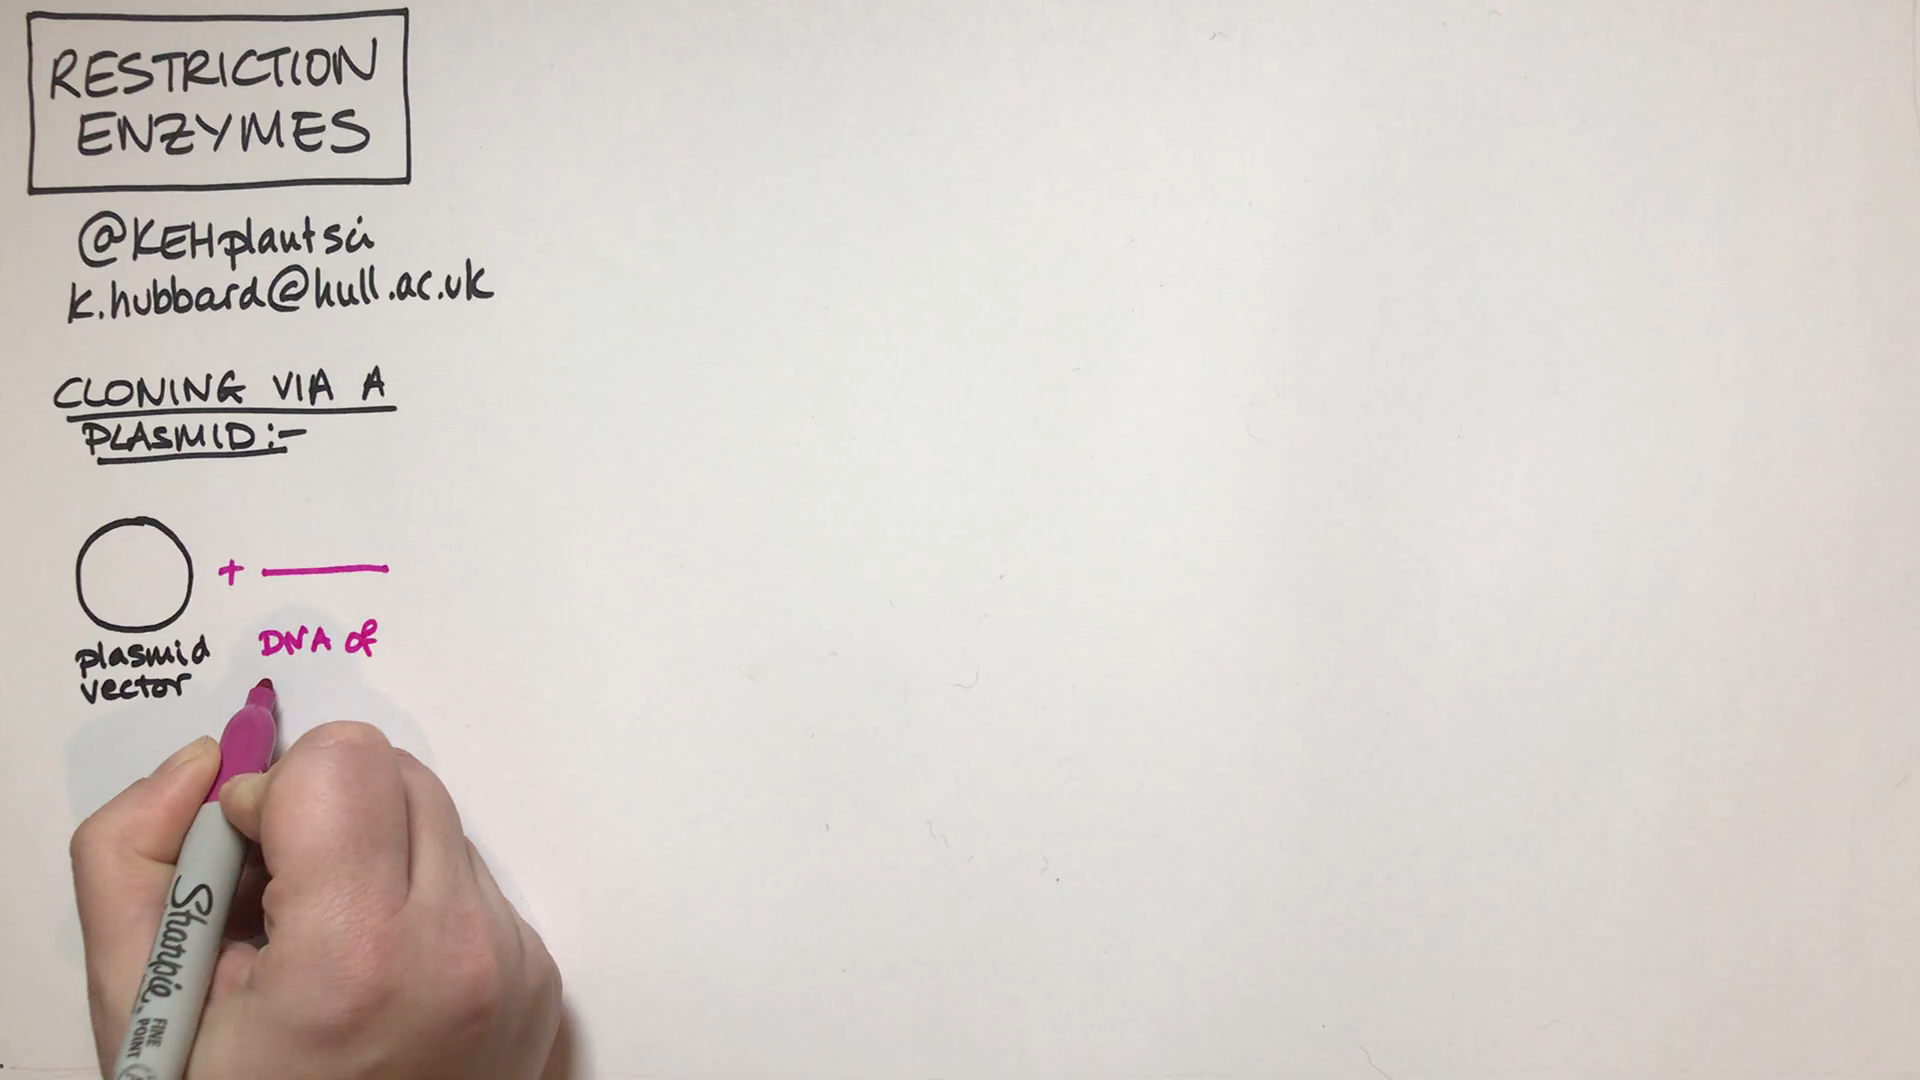 RESTRICTION
ENZYMES
@KEHplantsci
k.hubbard@hull.ac.uk
CLONING VIA A
PLASMID:-
+
plasmid
vector
DNA of
Sharpie
FINE
POINT